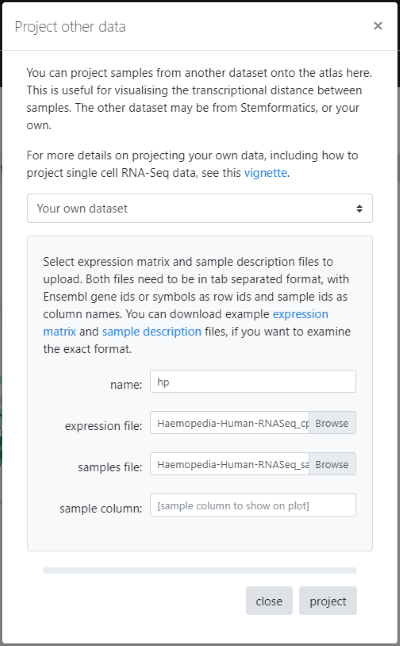 Project other data ×
You can project samples from another dataset onto the atlas here.
This is useful for visualising the transcriptional distance between
samples. The other dataset may be from Stemformatics, or your
own.
For more details on projecting your own data, including how to
project single cell RNA-Seq data, see this vignette.
Your own dataset
Select expression matrix and sample description files to
upload. Both files need to be in tab separated format, with
Ensembl gene ids or symbols as row ids and sample ids as
column names. You can download example expression
matrix and sample description files, if you want to examine
the exact format.
name: hp
expression file: Haemopedia-Human-RNASeq_cp Browse
samples file: Haemopedia-Human-RNASeq_sa Browse
sample column: [sample column to show on plot]
close project